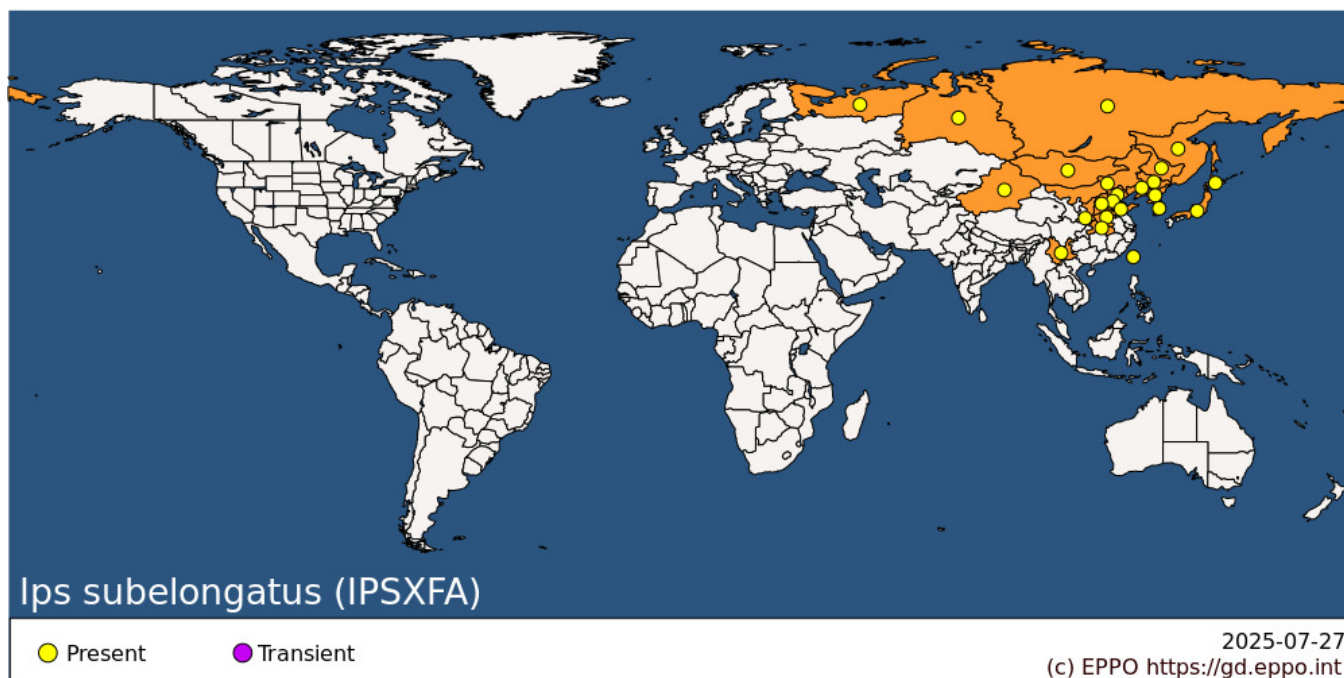 Ips subelongatus (IPSXFA)
Present
Transient
2025-07-27
(c) EPPO https://gd.eppo.int